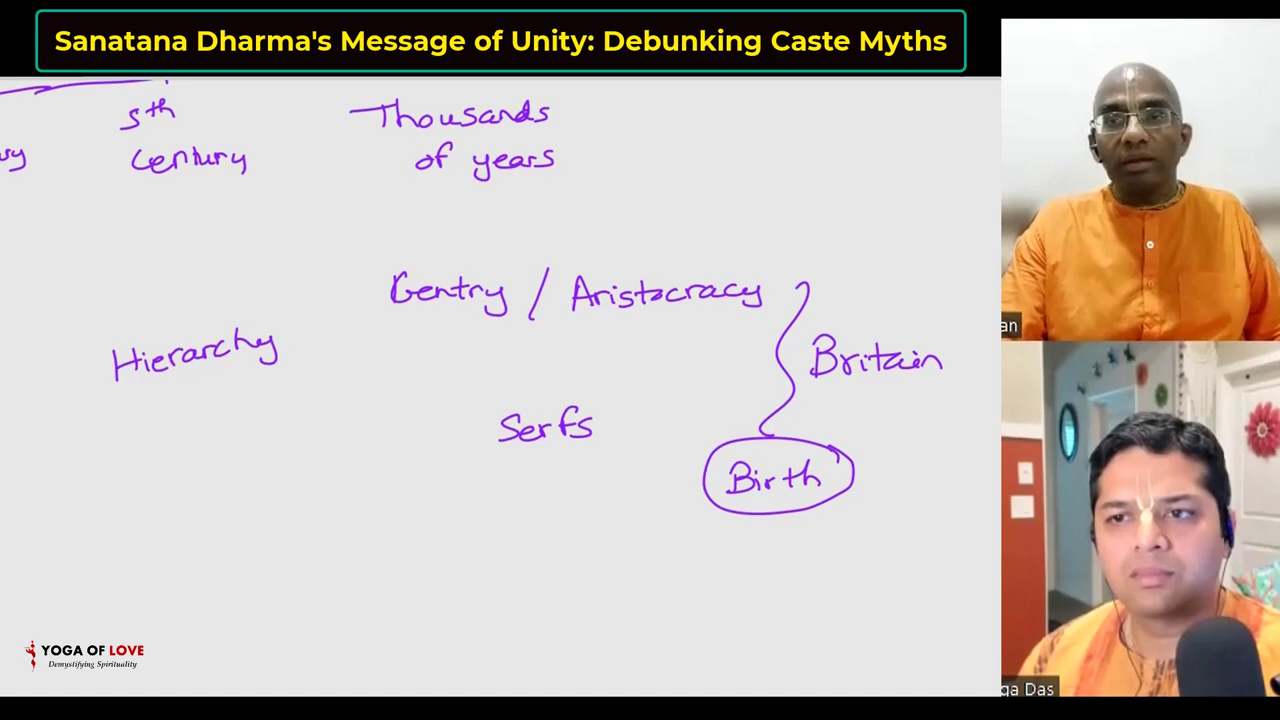 Sanatana Dharma's Message of Unity: Debunking Caste Myths
5th Thousands
century of years
Gentry / Aristocracy
Hierarchy
Britain
Serfs
Birth
an
YOGA OF LOVE
Demystifying Spirituality
ga Das